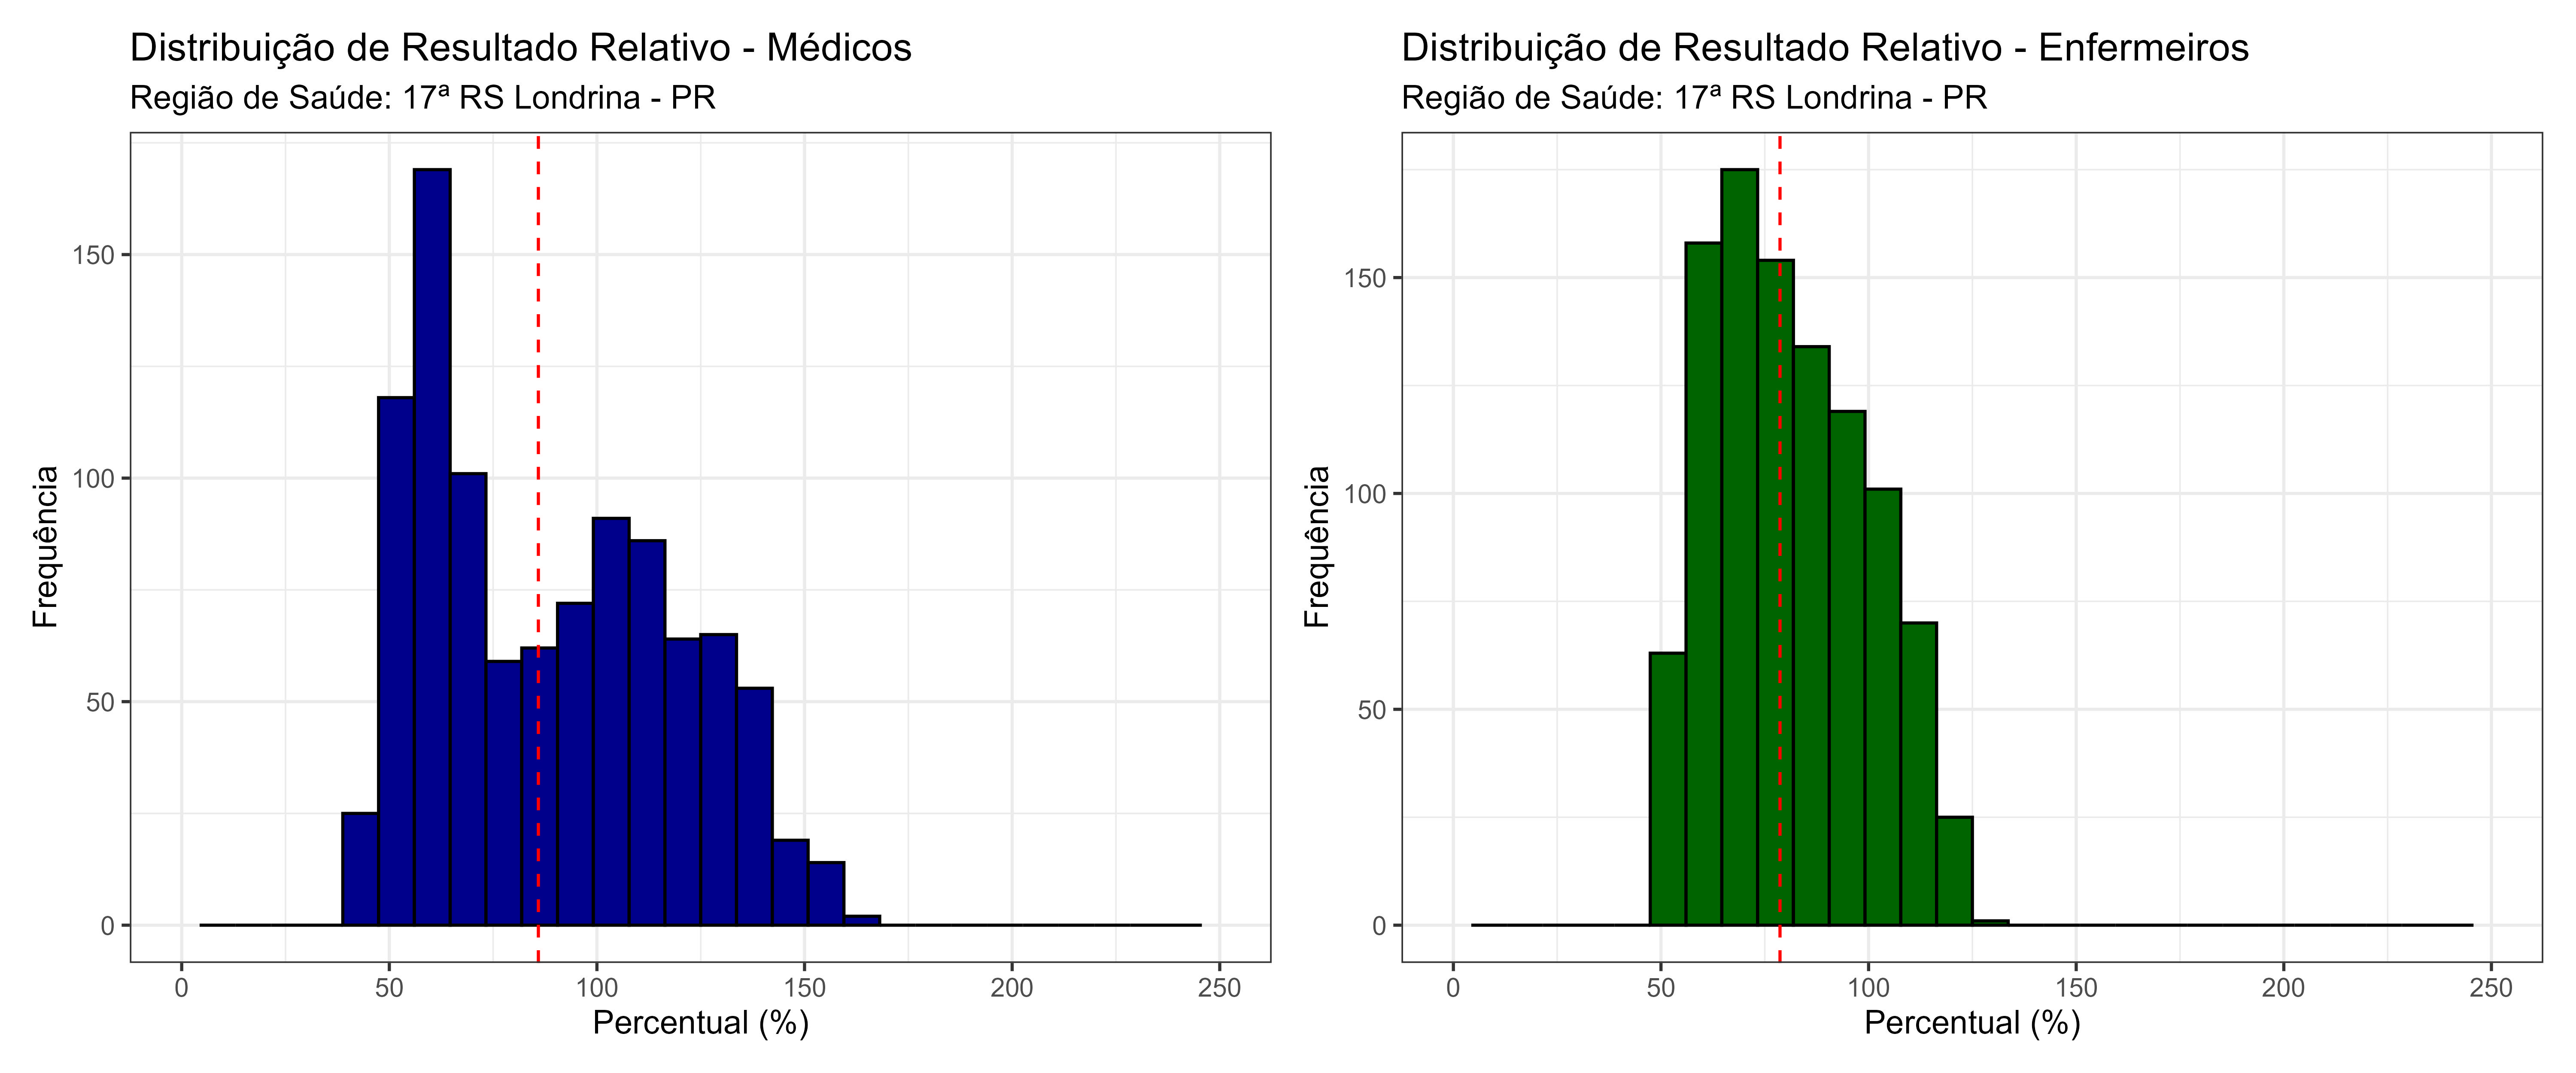 Distribuição de Resultado Relativo - Médicos
Região de Saúde: 17ª RS Londrina - PR
Frequência
150
100
50
0
0 50 100 150 200 250
Percentual (%)
Distribuição de Resultado Relativo - Enfermeiros
Região de Saúde: 17ª RS Londrina - PR
Frequência
150
100
50
0
0 50 100 150 200 250
Percentual (%)